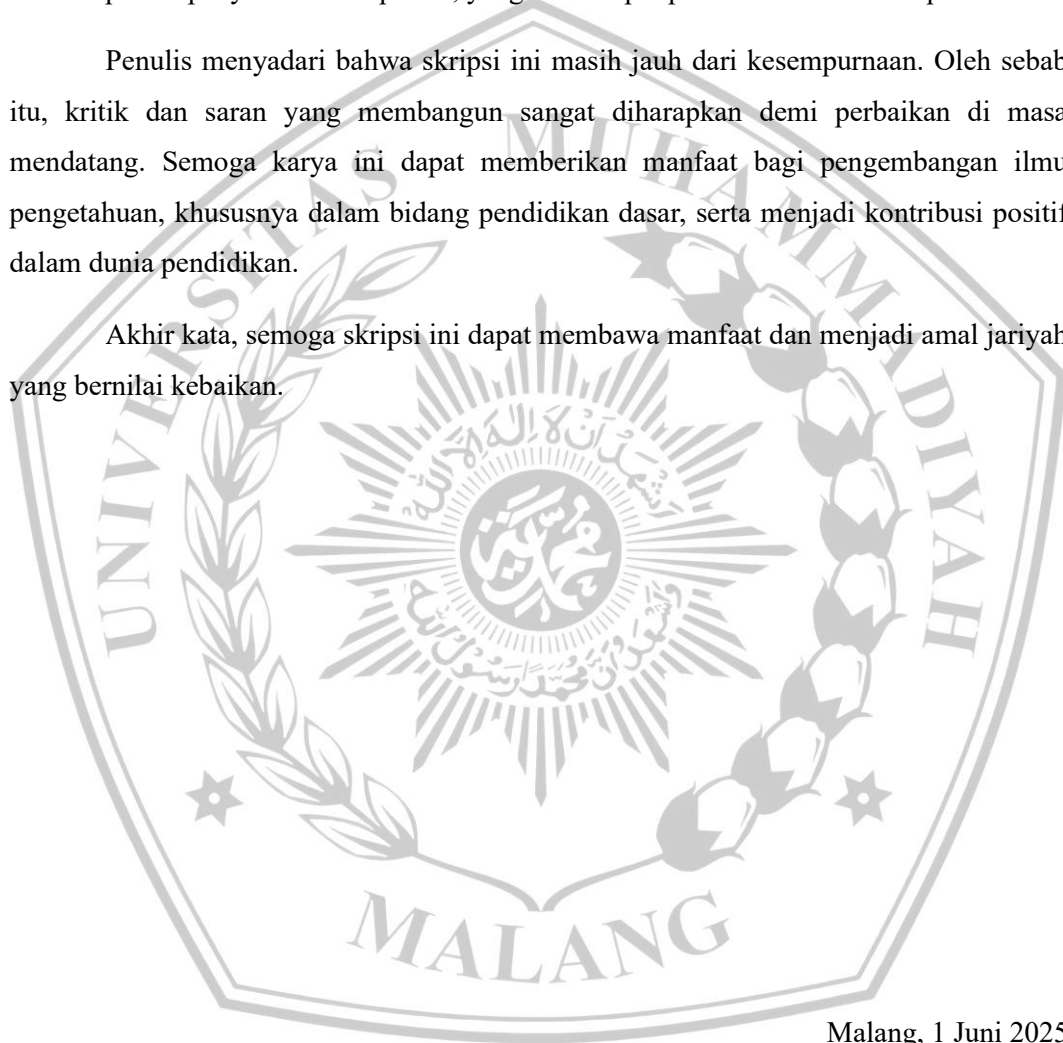 Penulis menyadari bahwa skripsi ini masih jauh dari kesempurnaan. Oleh sebab
itu, kritik dan saran yang membangun sangat diharapkan demi perbaikan di masa
mendatang. Semoga karya ini dapat memberikan manfaat bagi pengembangan ilmu
pengetahuan, khususnya dalam bidang pendidikan dasar, serta menjadi kontribusi positif
dalam dunia pendidikan.
Akhir kata, semoga skripsi ini dapat membawa manfaat dan menjadi amal jariyah
yang bernilai kebaikan.
UNIVERSITAS MUHAMMADIYAH
MALANG
Malang, 1 Juni 2025